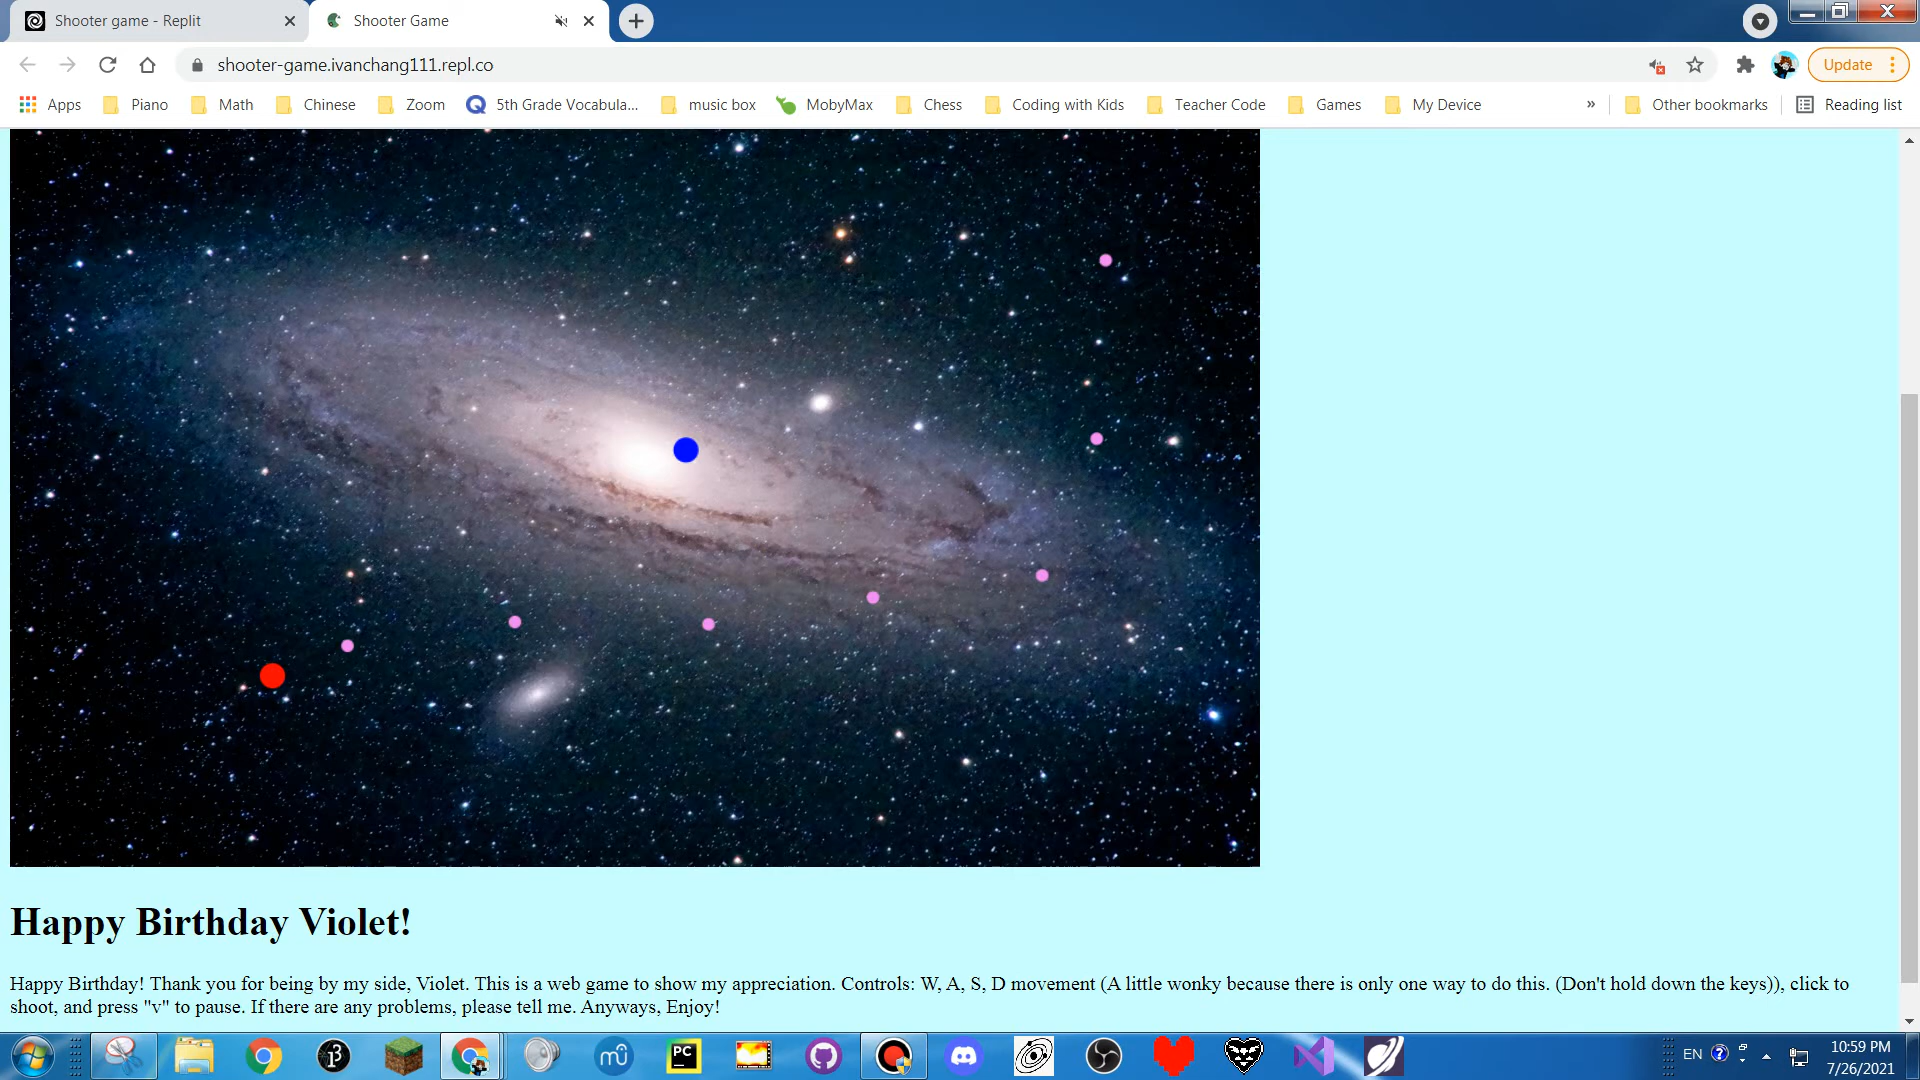 Shooter game - Replit
Shooter Game
shooter-game.ivanchang111.repl.co
Update
Apps
Piano
Math
Chinese
Zoom
5th Grade Vocabula...
music box
MobyMax
Chess
Coding with Kids
Teacher Code
Games
My Device
»
Other bookmarks
Reading list
Happy Birthday Violet!
Happy Birthday! Thank you for being by my side, Violet. This is a web game to show my appreciation. Controls: W, A, S, D movement (A little wonky because there is only one way to do this. (Don't hold down the keys)), click to
shoot, and press "v" to pause. If there are any problems, please tell me. Anyways, Enjoy!
PC
EN
10:59 PM
7/26/2021